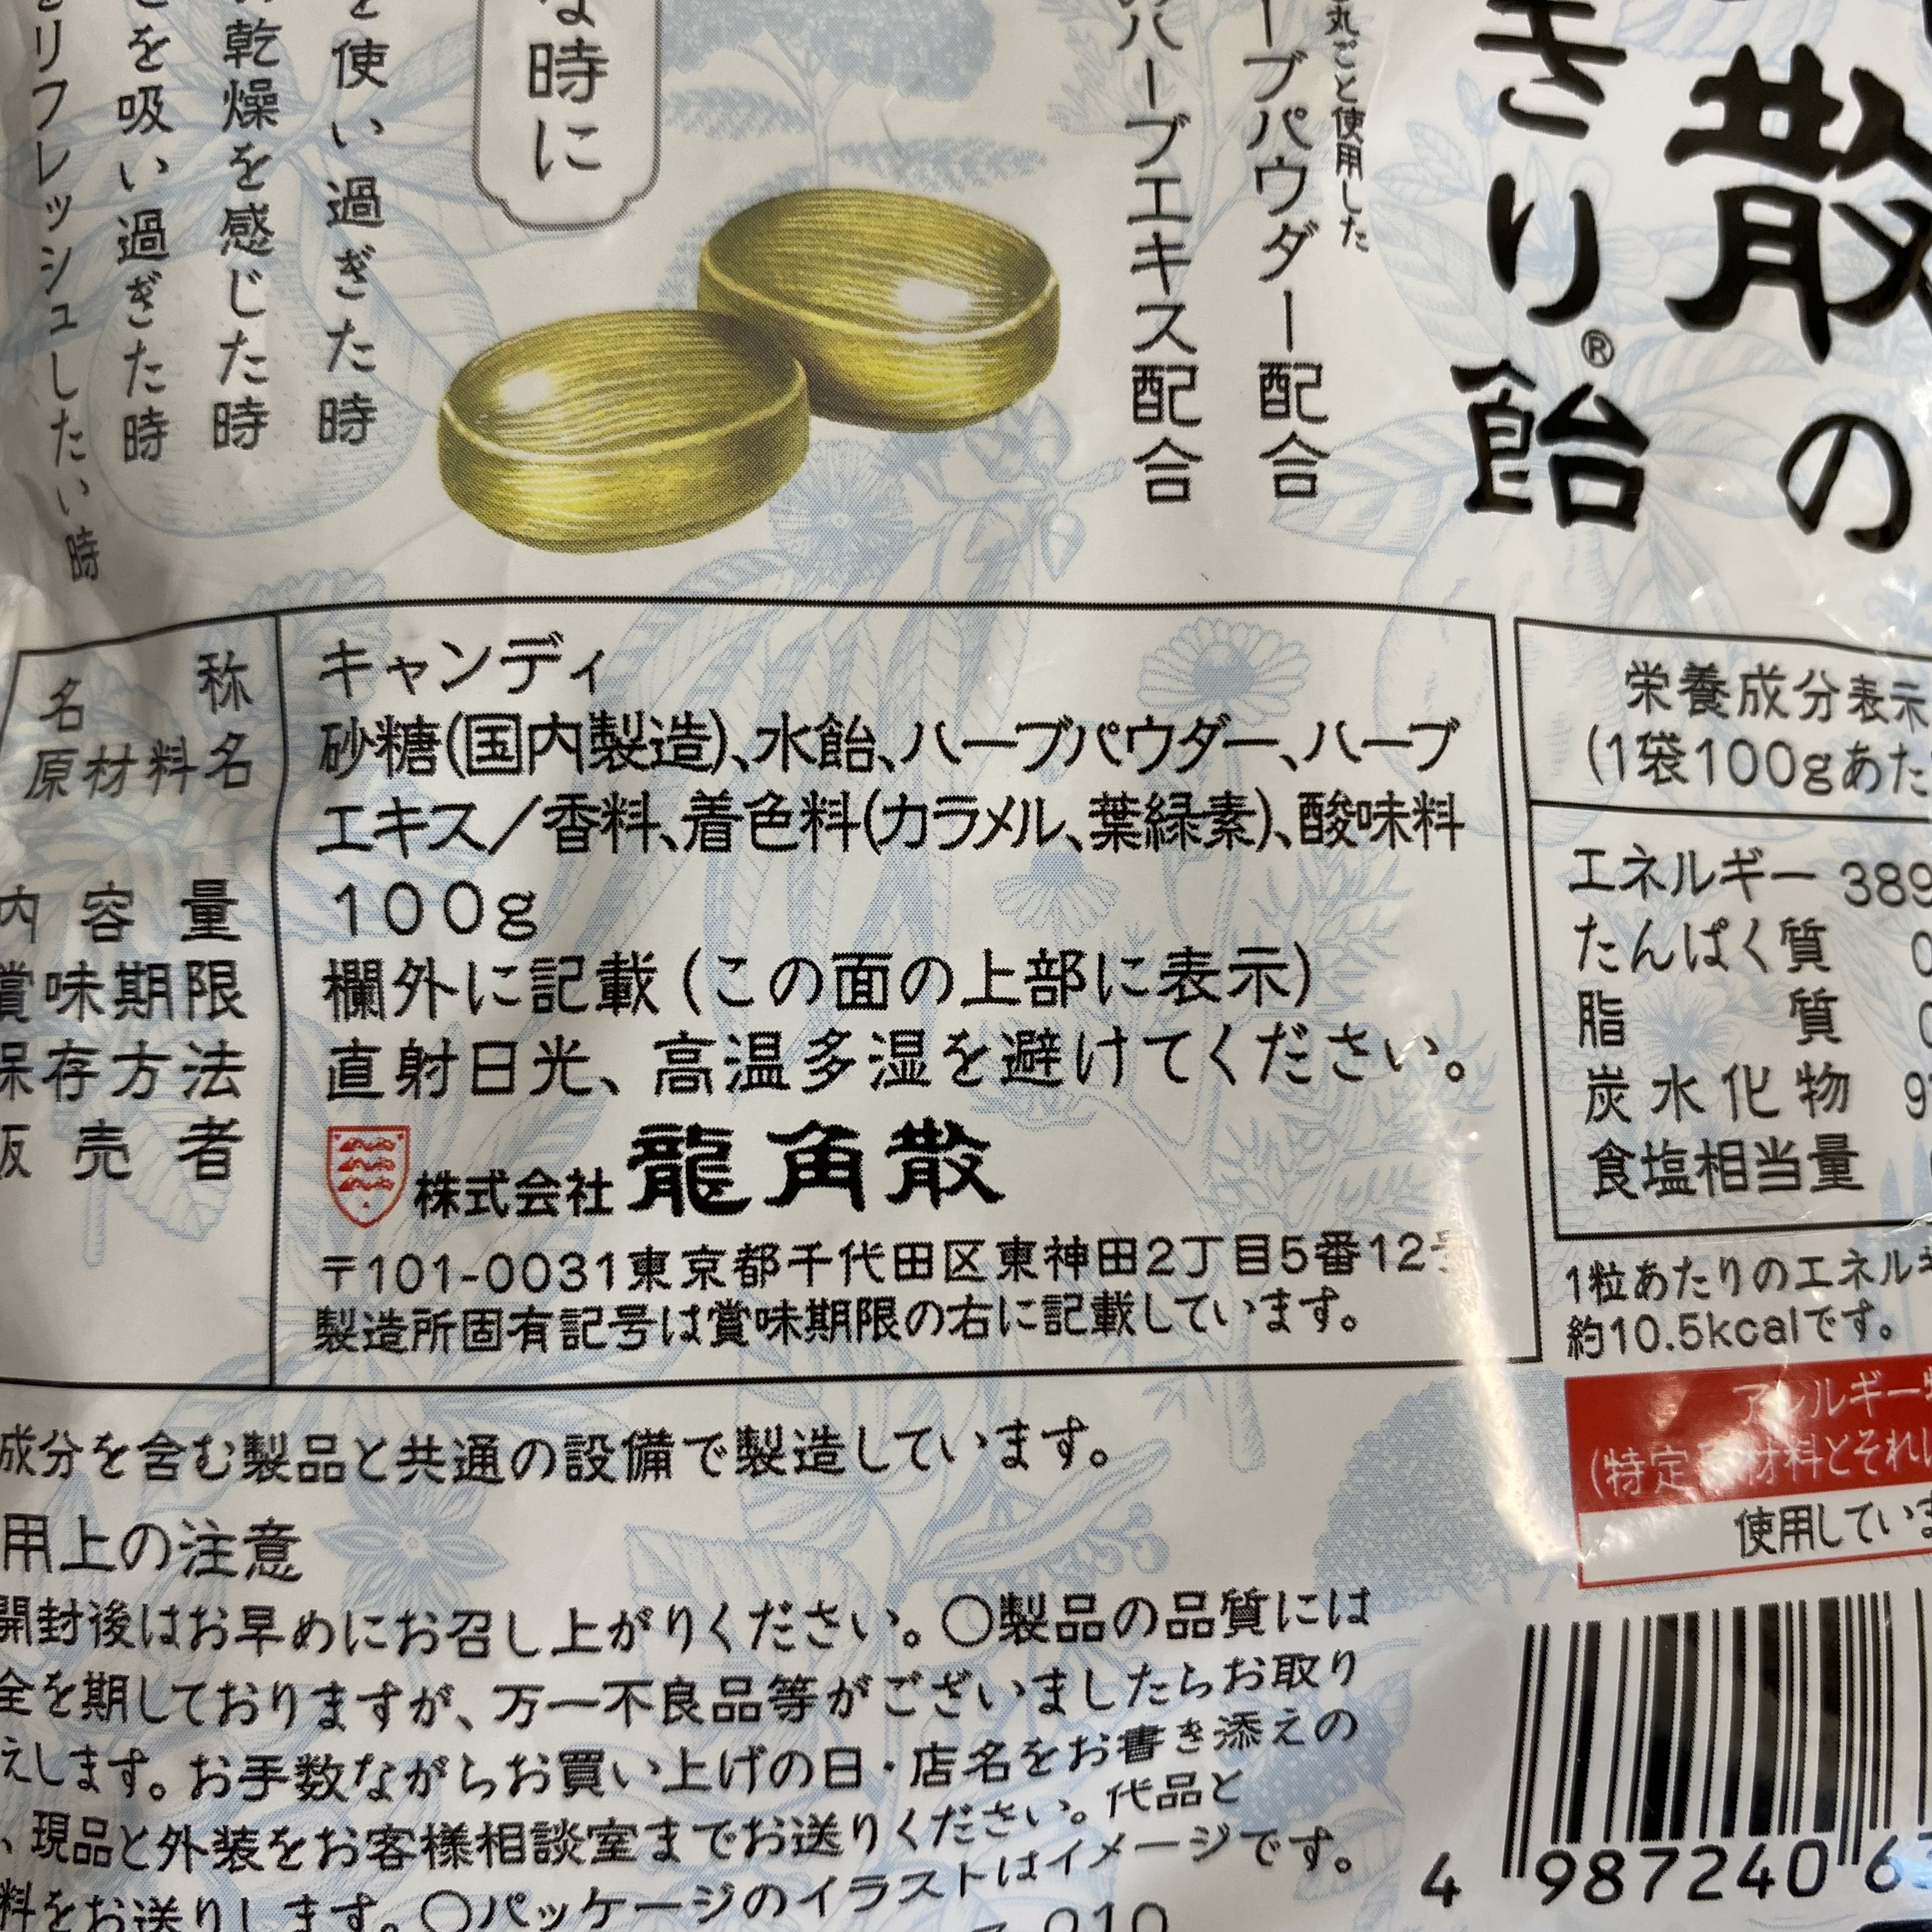 散の
きり®飴
丸ごと使用した
ーブパウダー配合
ハーブエキス配合
な時に
使い過ぎた時
乾燥を感じた時
を吸い過ぎた時
リフレッシュしたい時
名称 キャンディ
原材料名 砂糖(国内製造)、水飴、ハーブパウダー、ハーブ
エキス／香料、着色料(カラメル、葉緑素)、酸味料
内容量 100g
賞味期限 欄外に記載(この面の上部に表示)
保存方法 直射日光、高温多湿を避けてください。
販売者 株式会社龍角散
〒101-0031東京都千代田区東神田2丁目5番12号
製造所固有記号は賞味期限の右に記載しています。
栄養成分表示
(1袋100gあた
エネルギー 389
たんぱく質 0
脂質 0
炭水化物 9
食塩相当量
1粒あたりのエネルギ
約10.5kcalです。
アレルギー物
(特定原材料とそれに
使用していま
成分を含む製品と共通の設備で製造しています。
用上の注意
開封後はお早めにお召し上がりください。〇製品の品質には
全を期しておりますが、万一不良品等がございましたらお取り
えします。お手数ながらお買い上げの日・店名をお書き添えの
、現品と外装をお客様相談室までお送りください。代品と
料をお送りします。〇パッケージのイラストはイメージです。
4 987240 6